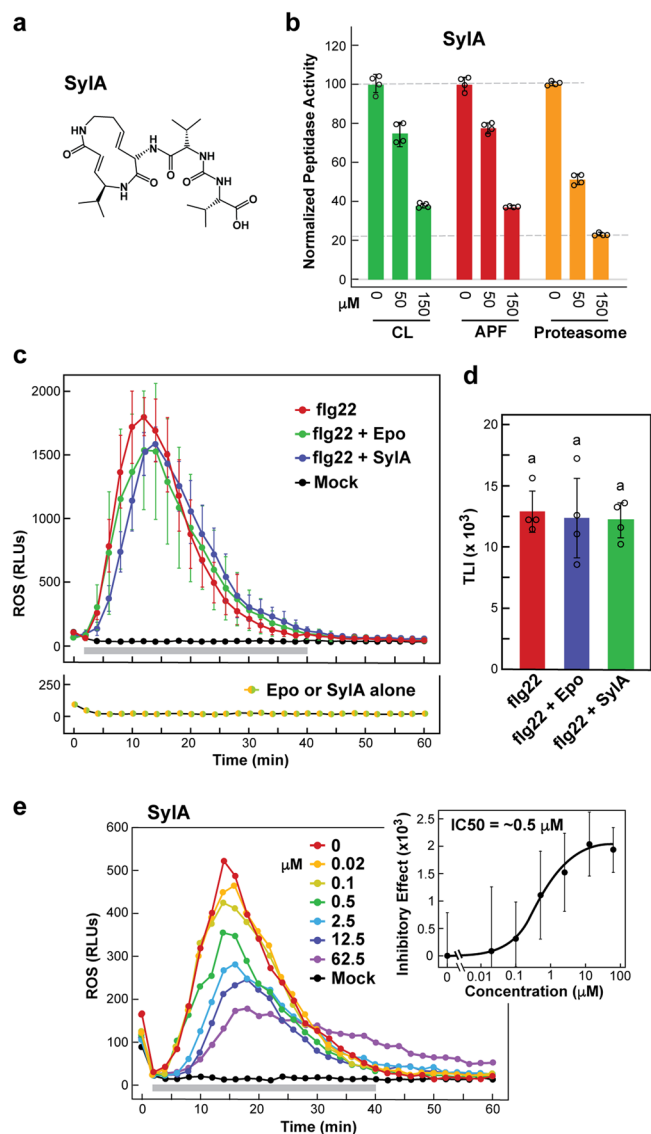 a
SylA
HN
O
N
H
O
H
N
O
H
N
O
N
H
O
OH
b
SylA
Normalized Peptidase Activity
120
100
80
60
40
20
0
μM
0 50 150 0 50 150 0 50 150
CL APF Proteasome
c
ROS (RLUs)
2000
1500
1000
500
0
flg22
flg22 + Epo
flg22 + SylA
Mock
250
0
Epo or SylA alone
0 10 20 30 40 50 60
Time (min)
d
TLI (x 10³)
20
15
10
5
0
a a a
flg22
flg22 + Epo
flg22 + SylA
e
SylA
ROS (RLUs)
600
500
400
300
200
100
0
μM
0
0.02
0.1
0.5
2.5
12.5
62.5
Mock
0 10 20 30 40 50 60
Time (min)
Inhibitory Effect (x10³)
2.5
2
1.5
1
0.5
0
IC50 = ~0.5 μM
0 0.01 0.1 1 10 100
Concentration (μM)